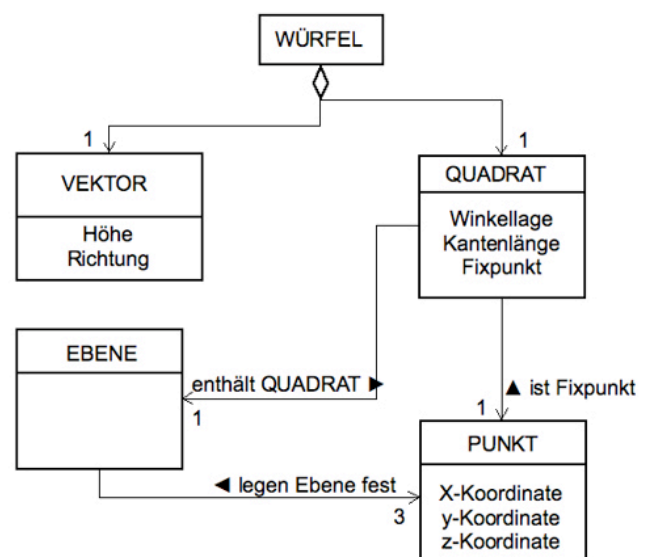 WÜRFEL
1
1
VEKTOR
Höhe
Richtung
QUADRAT
Winkellage
Kantenlänge
Fixpunkt
EBENE
enthält QUADRAT ►
1
▲ ist Fixpunkt
1
PUNKT
X-Koordinate
y-Koordinate
z-Koordinate
◄ legen Ebene fest
3